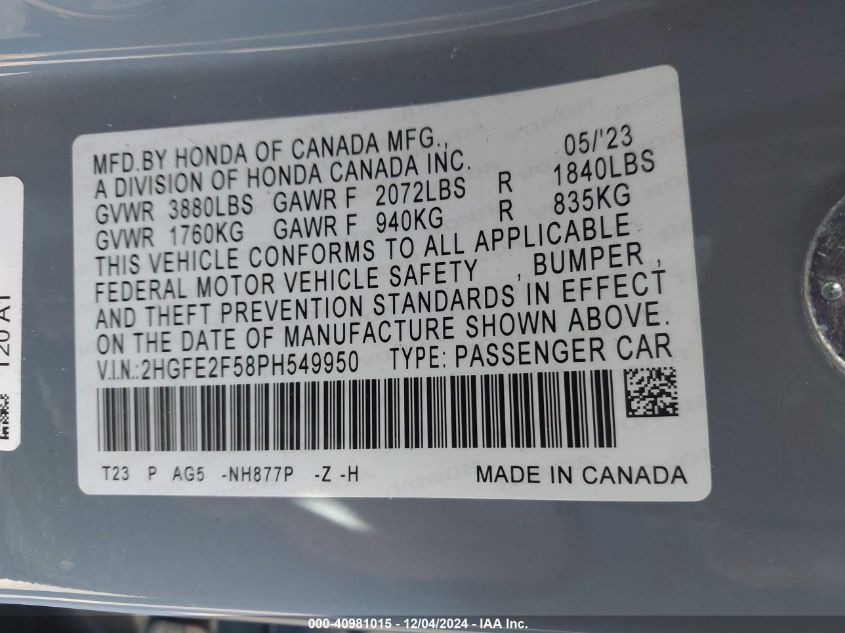 MFD.BY HONDA OF CANADA MFG., 05/'23
A DIVISION OF HONDA CANADA INC.
GVWR 3880LBS GAWR F 2072LBS R 1840LBS
GVWR 1760KG GAWR F 940KG R 835KG
THIS VEHICLE CONFORMS TO ALL APPLICABLE
FEDERAL MOTOR VEHICLE SAFETY , BUMPER ,
AND THEFT PREVENTION STANDARDS IN EFFECT
ON THE DATE OF MANUFACTURE SHOWN ABOVE.
V.I.N.:2HGFE2F58PH549950 TYPE: PASSENGER CAR
T23 P AG5 -NH877P -Z -H MADE IN CANADA
T20 A1
000-40981015 - 12/04/2024 - IAA Inc.